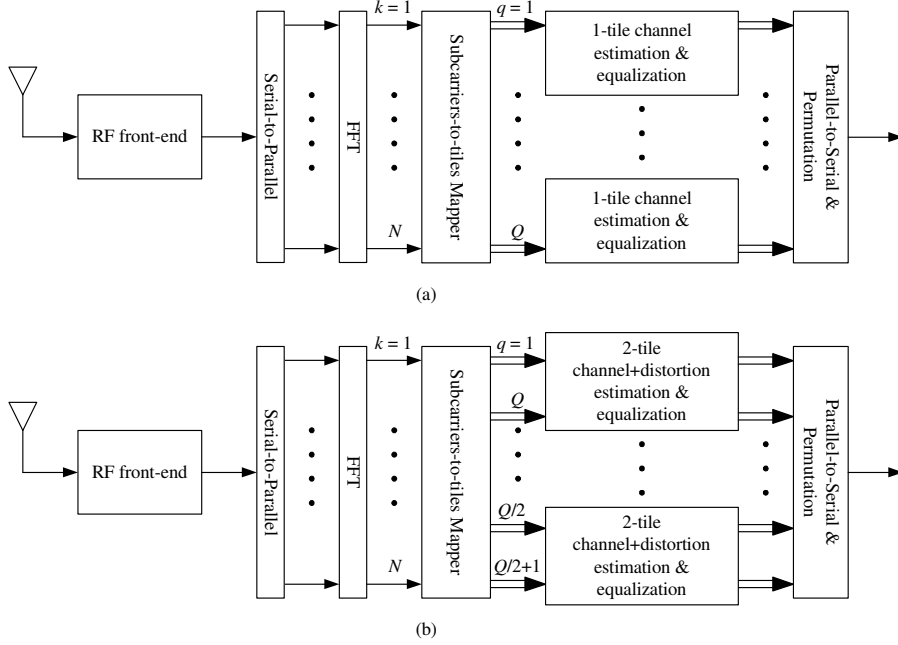 k = 1
q = 1
1-tile channel
estimation &
equalization
RF front-end
Serial-to-Parallel
FFT
Subcarriers-to-tiles Mapper
Parallel-to-Serial &
Permutation
N
Q
1-tile channel
estimation &
equalization
(a)
k = 1
q = 1
2-tile
channel+distortion
estimation &
equalization
Q
RF front-end
Serial-to-Parallel
FFT
Subcarriers-to-tiles Mapper
Parallel-to-Serial &
Permutation
Q/2
2-tile
channel+distortion
estimation &
equalization
N
Q/2+1
(b)